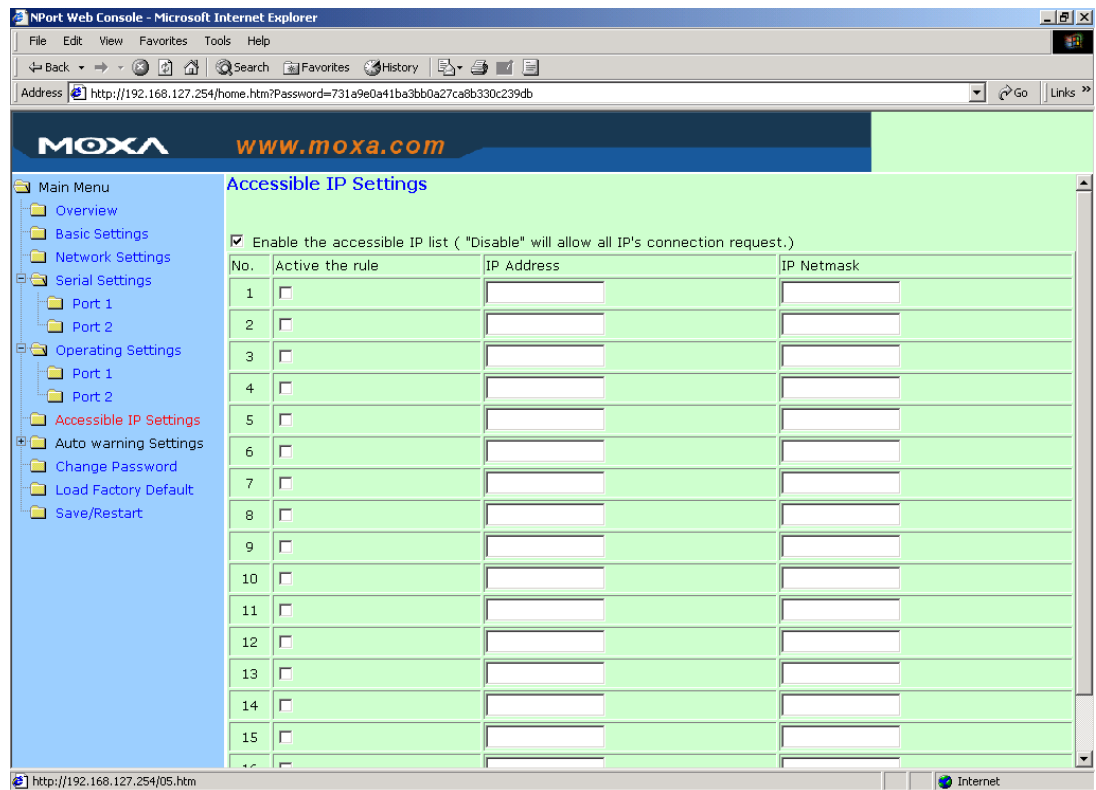 NPort Web Console - Microsoft Internet Explorer
File Edit View Favorites Tools Help
Back Search Favorites History
Address http://192.168.127.254/home.htm?Password=731a9e0a41ba3bb0a27ca8b330c239db Go Links »
MOXA www.moxa.com
Main Menu
Overview
Basic Settings
Network Settings
Serial Settings
Port 1
Port 2
Operating Settings
Port 1
Port 2
Accessible IP Settings
Auto warning Settings
Change Password
Load Factory Default
Save/Restart
Accessible IP Settings
Enable the accessible IP list ( "Disable" will allow all IP's connection request.)
No. Active the rule IP Address IP Netmask
1
2
3
4
5
6
7
8
9
10
11
12
13
14
15
16
http://192.168.127.254/05.htm Internet